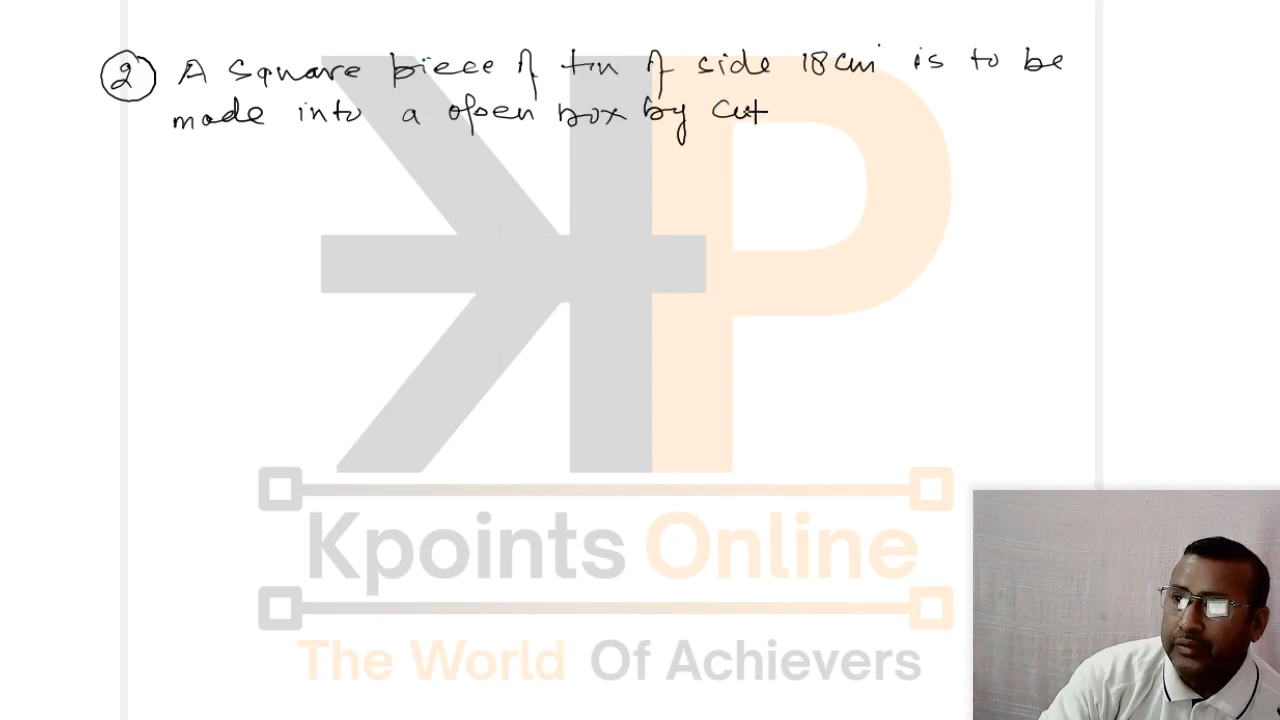 2 A square piece of tin of side 18cm is to be
made into a open box by cut
KP
Kpoints Online
The World Of Achievers